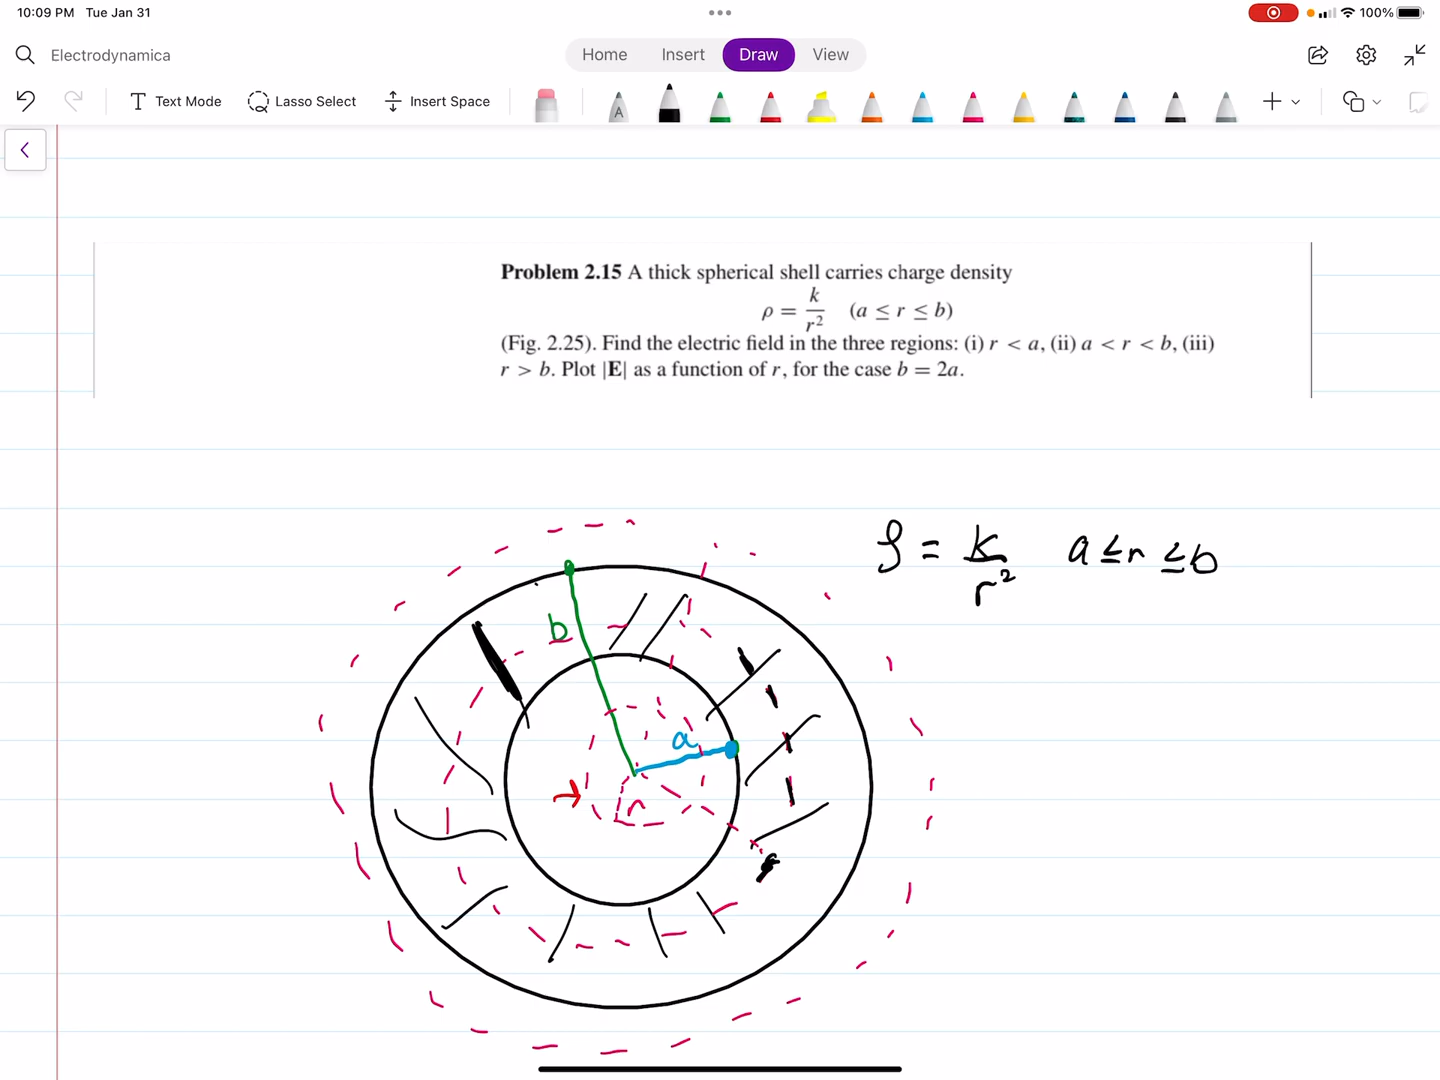 10:09 PM Tue Jan 31
100%
Electrodynamica
Home Insert Draw View
Text Mode Lasso Select Insert Space
A
Problem 2.15 A thick spherical shell carries charge density
ρ = k/r² (a ≤ r ≤ b)
(Fig. 2.25). Find the electric field in the three regions: (i) r < a, (ii) a < r < b, (iii)
r > b. Plot |E| as a function of r, for the case b = 2a.
ρ = k/r² a ≤ r ≤ b
b
a
r